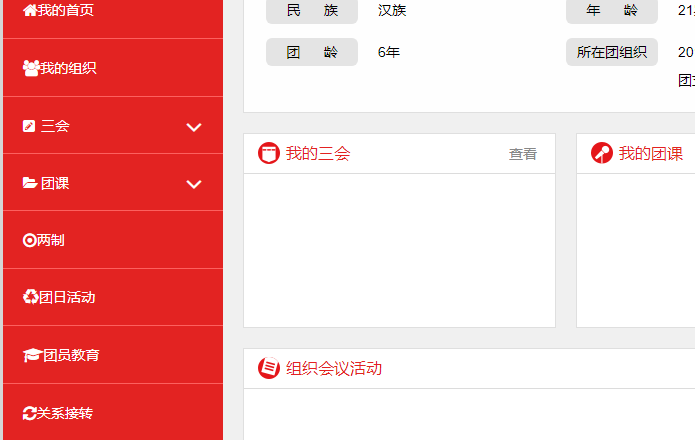 我的首页
我的组织
三会
团课
两制
团日活动
团员教育
关系接转
民 族 汉族
年 龄 21
团 龄 6年
所在团组织 20
团
我的三会 查看
我的团课
组织会议活动